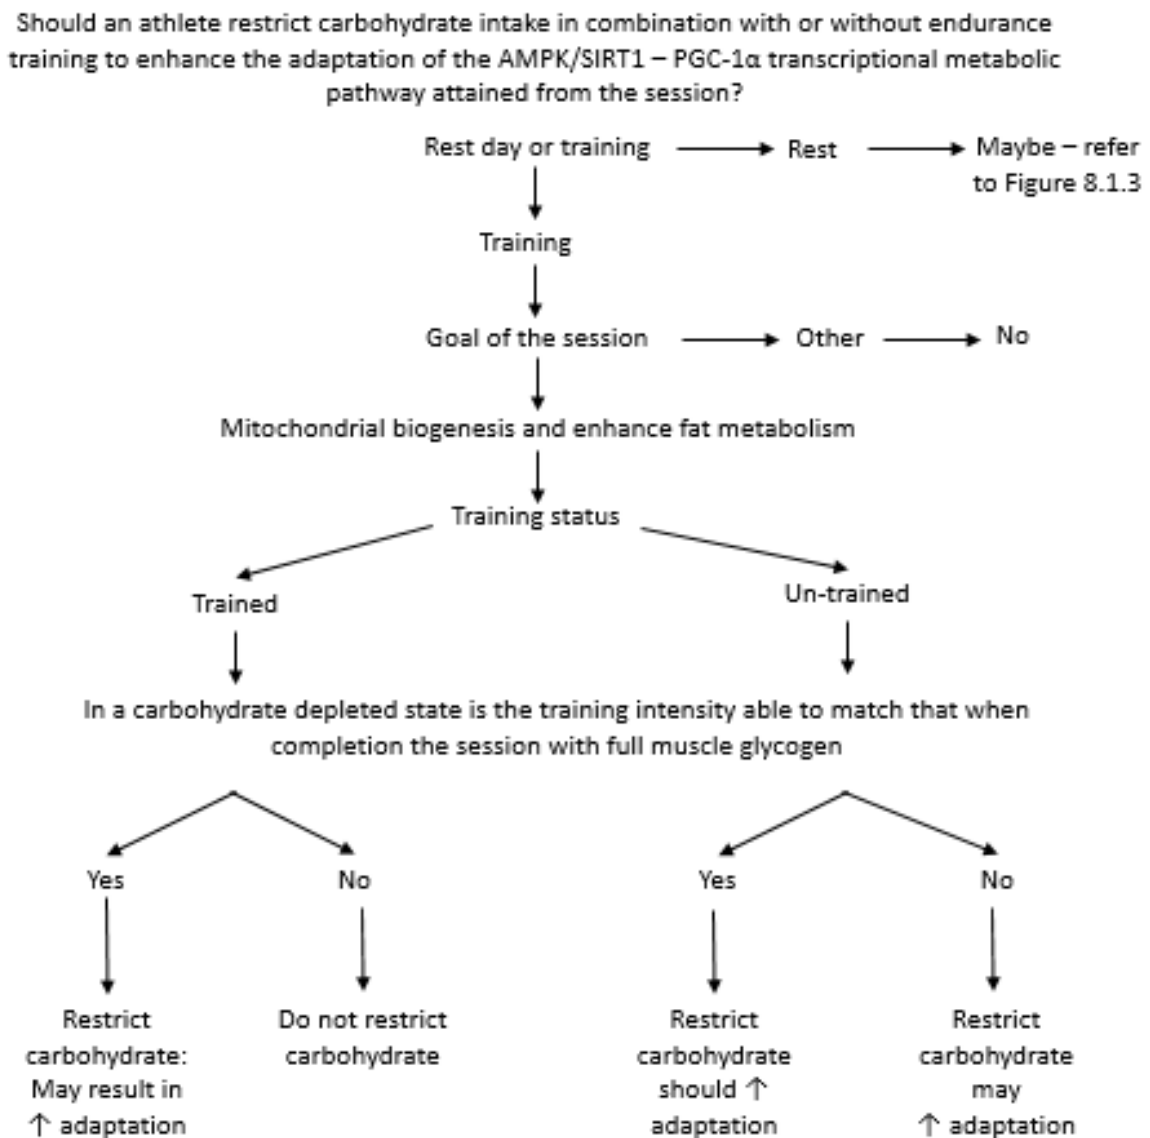 Should an athlete restrict carbohydrate intake in combination with or without endurance
training to enhance the adaptation of the AMPK/SIRT1 – PGC-1α transcriptional metabolic
pathway attained from the session?
Rest day or training
Rest
Maybe – refer
to Figure 8.1.3
Training
Goal of the session
Other
No
Mitochondrial biogenesis and enhance fat metabolism
Training status
Trained
Un-trained
In a carbohydrate depleted state is the training intensity able to match that when
completion the session with full muscle glycogen
Yes
No
Yes
No
Restrict
carbohydrate:
May result in
↑ adaptation
Do not restrict
carbohydrate
Restrict
carbohydrate
should ↑
adaptation
Restrict
carbohydrate
may
↑ adaptation